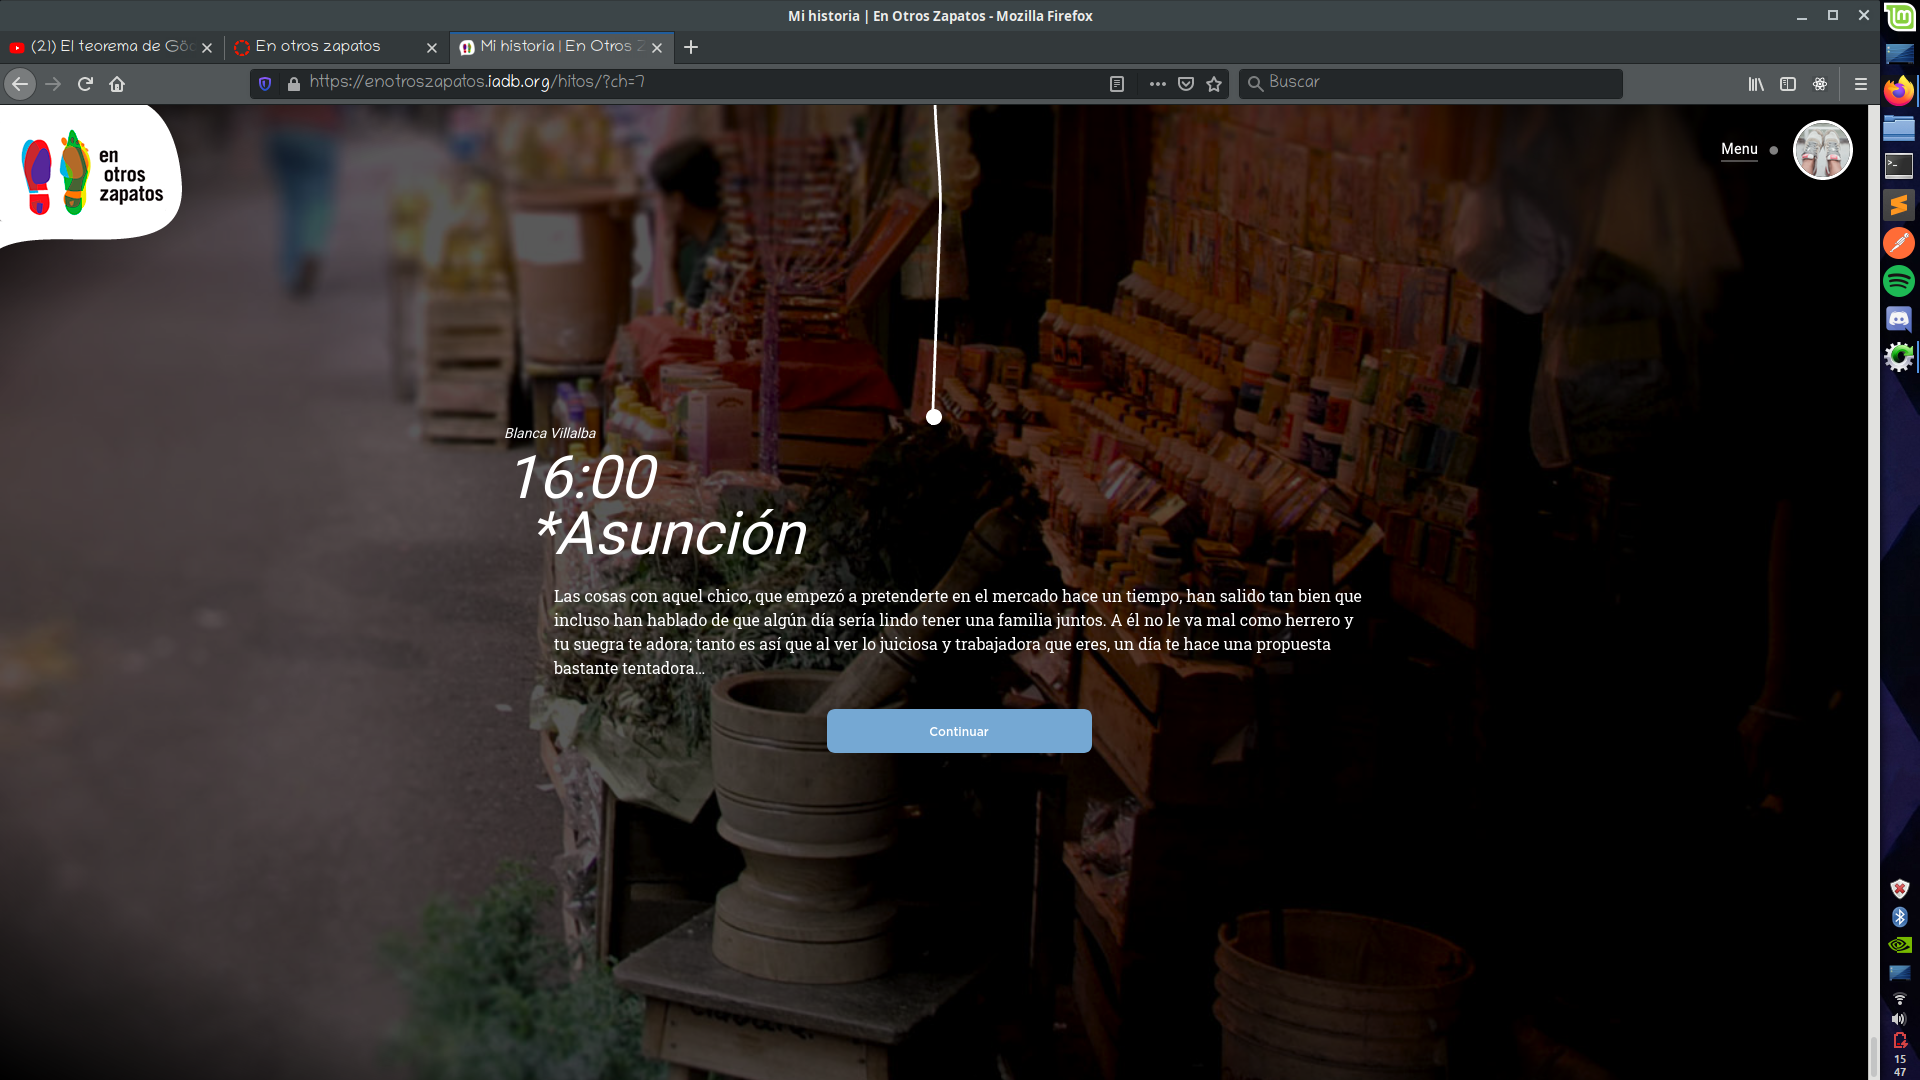 Mi historia | En Otros Zapatos - Mozilla Firefox
(21) El teorema de Göd
En otros zapatos
Mi historia | En Otros Z
https://enotroszapatos.iadb.org/hitos/?ch=7
Buscar
en
otros
zapatos
Menu
Blanca Villalba
16:00
*Asunción
Las cosas con aquel chico, que empezó a pretenderte en el mercado hace un tiempo, han salido tan bien que
incluso han hablado de que algún día sería lindo tener una familia juntos. A él no le va mal como herrero y
tu suegra te adora; tanto es así que al ver lo juiciosa y trabajadora que eres, un día te hace una propuesta
bastante tentadora...
Continuar
15
47